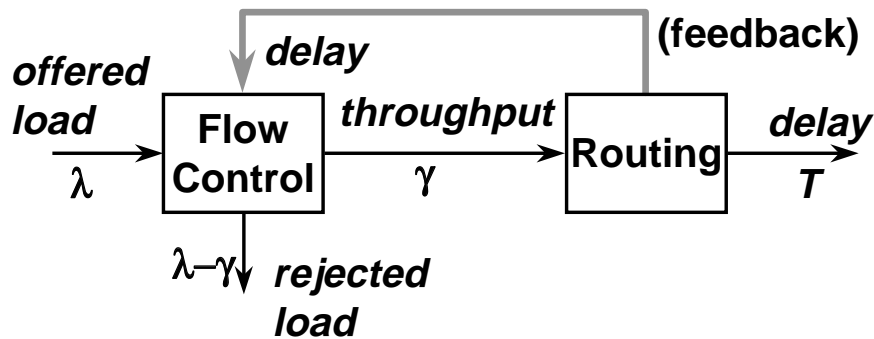 (feedback)
delay
offered
load
λ
Flow
Control
throughput
γ
Routing
delay
T
λ−γ
rejected
load